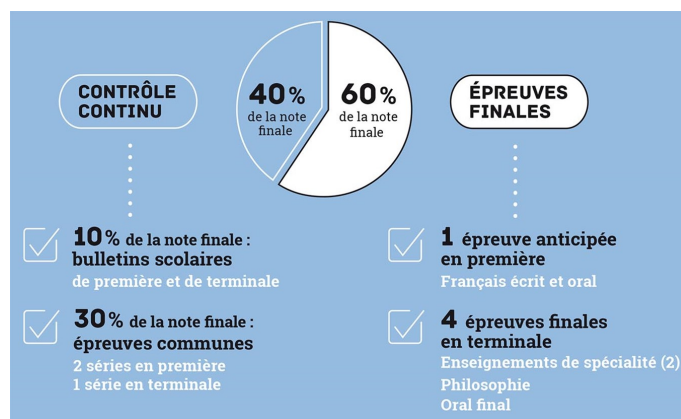 CONTRÔLE
CONTINU
40%
de la note
finale
60%
de la note
finale
ÉPREUVES
FINALES
10% de la note finale :
bulletins scolaires
de première et de terminale
30% de la note finale :
épreuves communes
2 séries en première
1 série en terminale
1 épreuve anticipée
en première
Français écrit et oral
4 épreuves finales
en terminale
Enseignements de spécialité (2)
Philosophie
Oral final